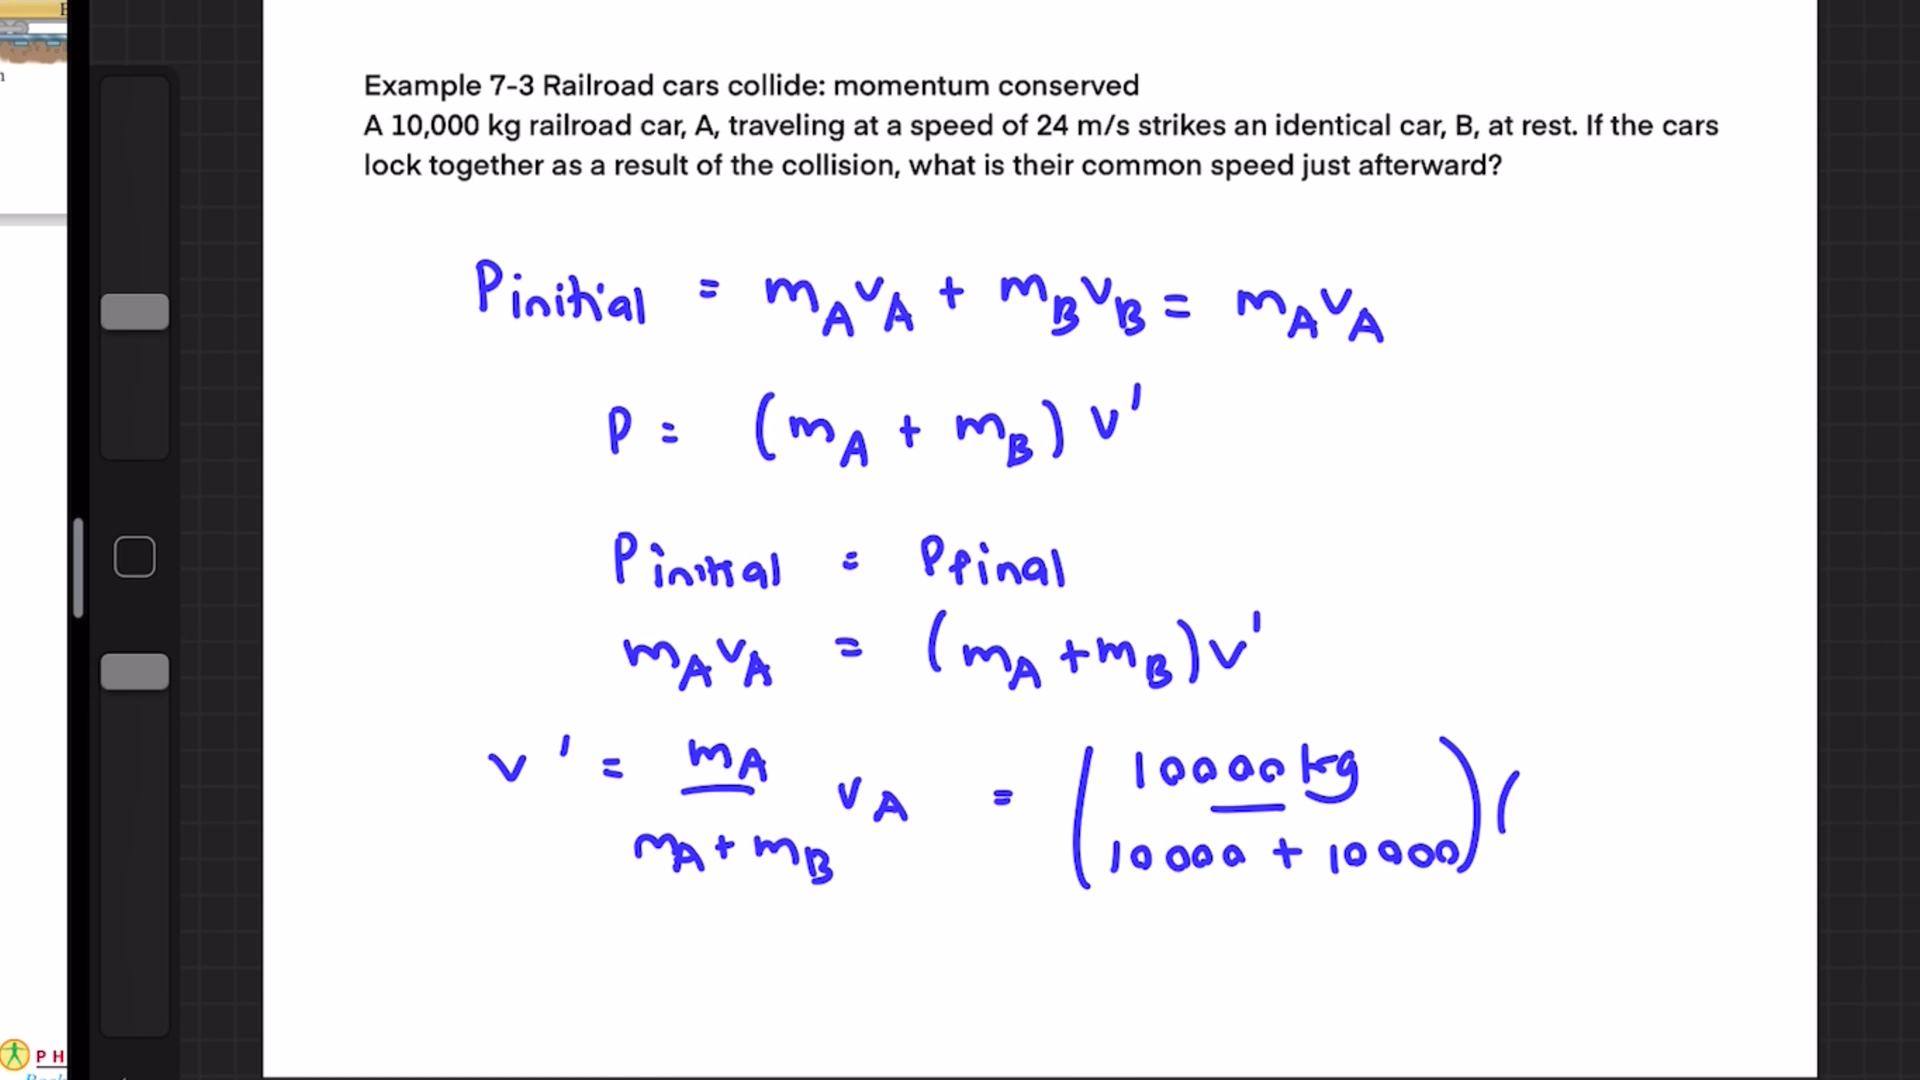 Example 7-3 Railroad cars collide: momentum conserved
A 10,000 kg railroad car, A, traveling at a speed of 24 m/s strikes an identical car, B, at rest. If the cars
lock together as a result of the collision, what is their common speed just afterward?
Pinitial = mAvA + mBvB = mAvA
P = (mA + mB) v'
Pinitial = Pfinal
mAvA = (mA + mB)v'
v' = mA / mA + mB vA = (10000 kg / 10000 + 10000)(
PH